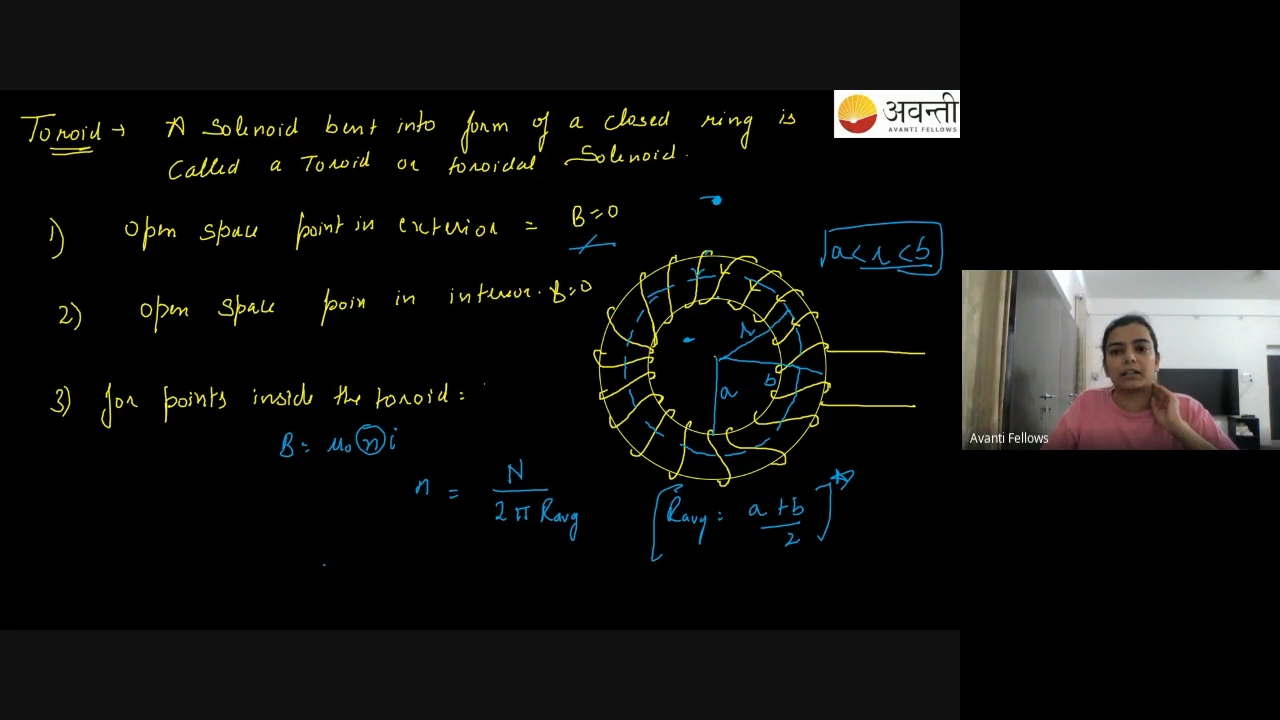 Toroid → A solenoid bent into form of a closed ring is
called a Toroid or toroidal solenoid.
अवन्ती
AVANTI FELLOWS
1) Open space point in exterior = B=0
a<r<b
2) Open space poin in interior. B=0
r
b
a
3) for points inside the toroid :
B = μ₀ n i
n = N / 2π Ravg
[Ravg = a+b / 2]
Avanti Fellows